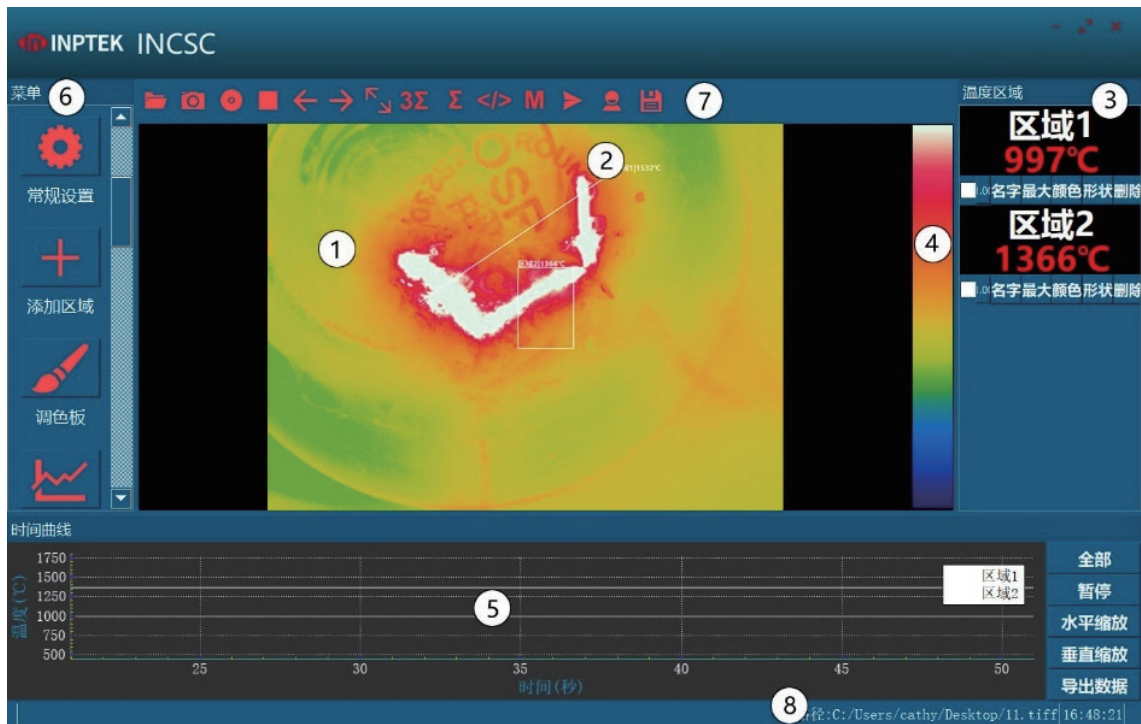 INPTEK INCSC
菜单
6
常规设置
添加区域
调色板
3Σ Σ </> M
7
ROUND
1
2
1532℃
区域2|1366℃
4
温度区域
3
区域1
997℃
名字 最大 颜色 形状 删除
区域2
1366℃
名字 最大 颜色 形状 删除
时间曲线
1750
1500
1250
1000
750
500
温度(℃)
25 30 35 40 45 50
时间(秒)
5
区域1
区域2
全部
暂停
水平缩放
垂直缩放
导出数据
8
径:C:/Users/cathy/Desktop/11.tiff 16:48:21